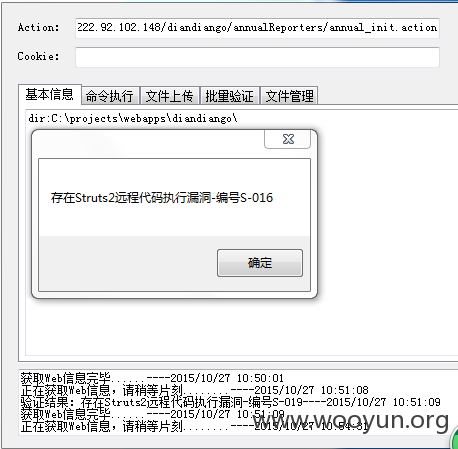 Action: 222.92.102.148/diandiango/annualReporters/annual_init.action
Cookie:
基本信息 命令执行 文件上传 批量验证 文件管理
dir:C:\projects\webapps\diandiango\
存在Struts2远程代码执行漏洞-编号S-016
确定
获取Web信息完毕......----2015/10/27 10:50:01
正在获取Web信息，请稍等片刻........----2015/10/27 10:51:08
验证结果：存在Struts2远程代码执行漏洞-编号S-019----2015/10/27 10:51:09
获取Web信息完毕......----2015/10/27 10:51:09
正在获取Web信息，请稍等片刻........----2015/10/27 10:54:31
www.wooyun.org